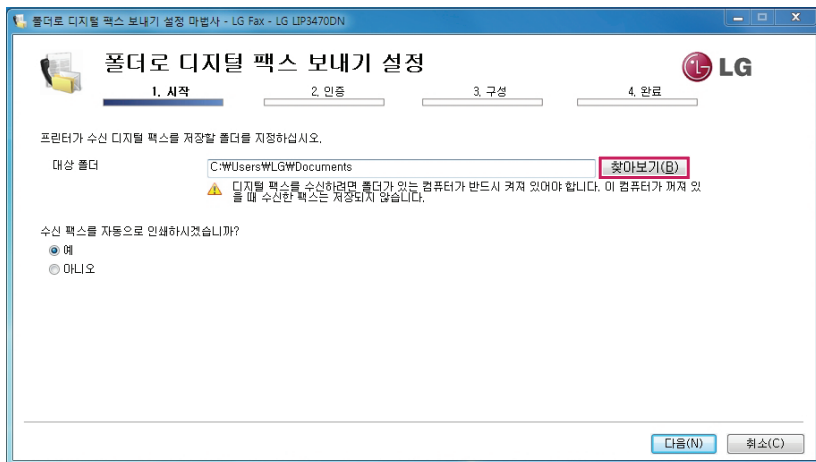 폴더로 디지털 팩스 보내기 설정 마법사 - LG Fax - LG LIP3470DN
폴더로 디지털 팩스 보내기 설정
LG
1. 시작
2. 인증
3. 구성
4. 완료
프린터가 수신 디지털 팩스를 저장할 폴더를 지정하십시오.
대상 폴더
C:₩Users₩LG₩Documents
찾아보기(B)
디지털 팩스를 수신하려면 폴더가 있는 컴퓨터가 반드시 켜져 있어야 합니다. 이 컴퓨터가 꺼져 있
을 때 수신한 팩스는 저장되지 않습니다.
수신 팩스를 자동으로 인쇄하시겠습니까?
예
아니오
다음(N)
취소(C)